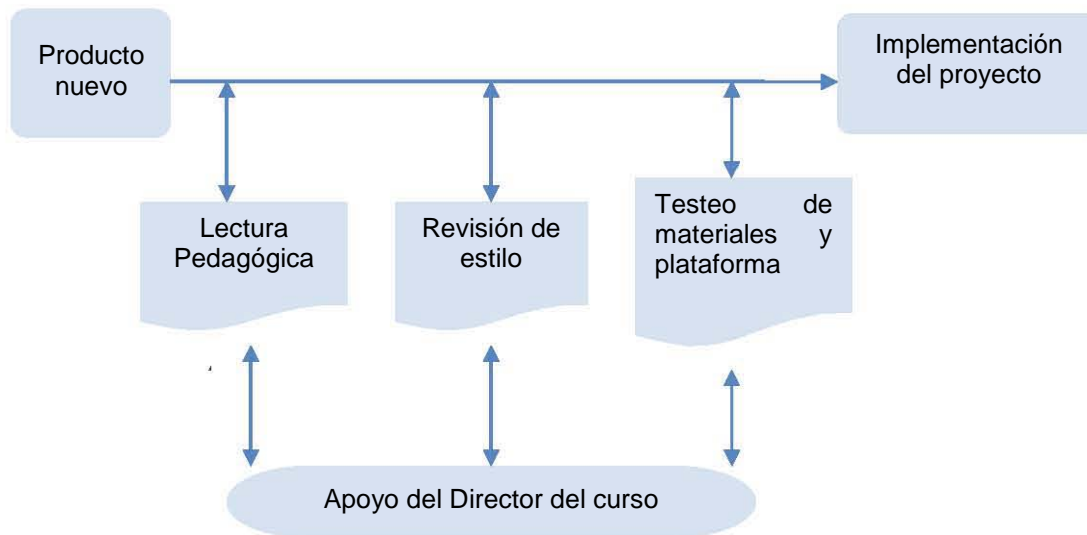 Producto
nuevo
Implementación
del proyecto
Lectura
Pedagógica
Revisión de
estilo
Testeo de
materiales y
plataforma
Apoyo del Director del curso